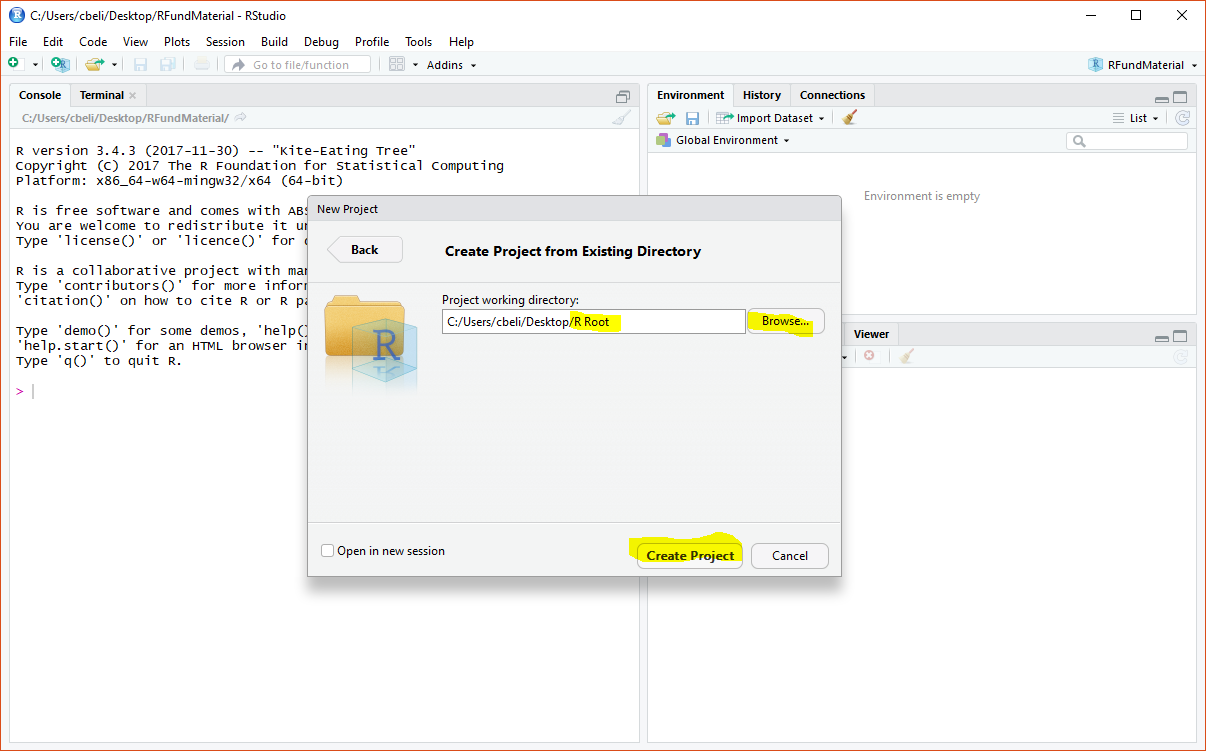 C:/Users/cbeli/Desktop/RFundMaterial - RStudio
File Edit Code View Plots Session Build Debug Profile Tools Help
Go to file/function Addins RFundMaterial
Console Terminal
C:/Users/cbeli/Desktop/RFundMaterial/
R version 3.4.3 (2017-11-30) -- "Kite-Eating Tree"
Copyright (C) 2017 The R Foundation for Statistical Computing
Platform: x86_64-w64-mingw32/x64 (64-bit)
R is free software and comes with ABS
You are welcome to redistribute it un
Type 'license()' or 'licence()' for d
R is a collaborative project with man
Type 'contributors()' for more inform
'citation()' on how to cite R or R pa
Type 'demo()' for some demos, 'help()
'help.start()' for an HTML browser in
Type 'q()' to quit R.
>
Environment History Connections
Import Dataset List
Global Environment
Environment is empty
Viewer
New Project
Back
Create Project from Existing Directory
R
Project working directory:
C:/Users/cbeli/Desktop/R Root Browse...
Open in new session
Create Project Cancel